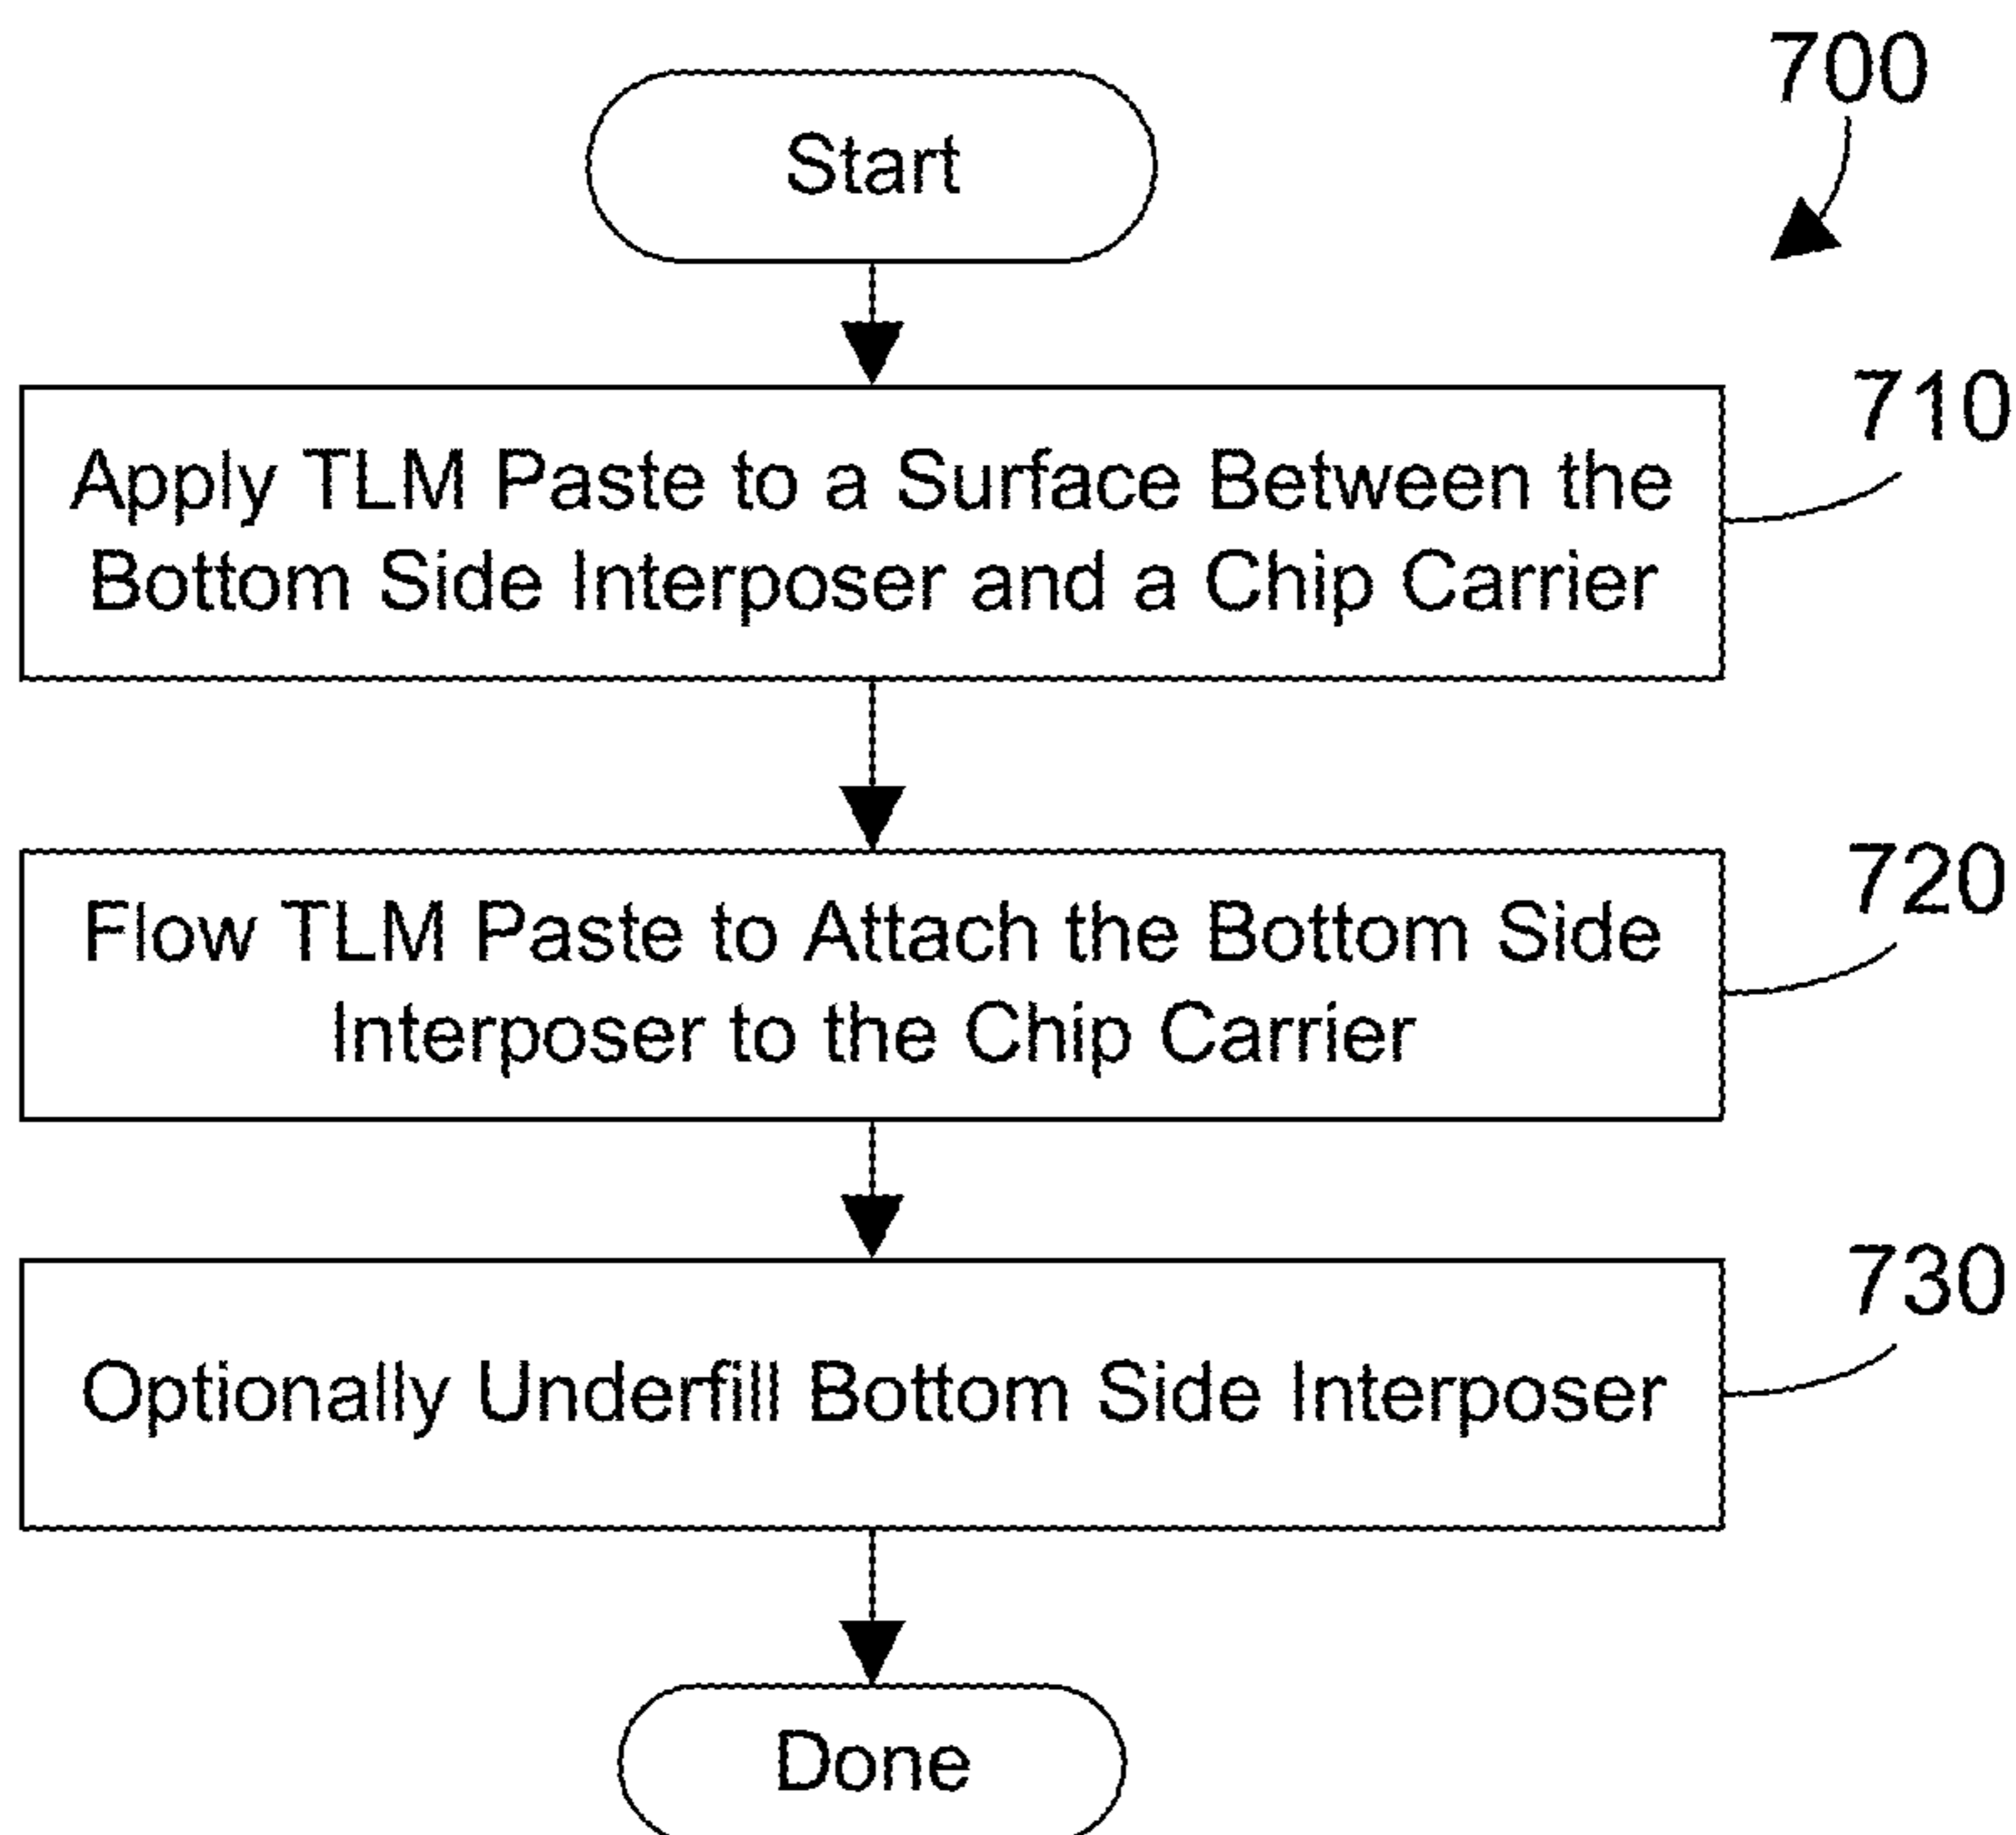 700
Start
710
Apply TLM Paste to a Surface Between the
Bottom Side Interposer and a Chip Carrier
720
Flow TLM Paste to Attach the Bottom Side
Interposer to the Chip Carrier
730
Optionally Underfill Bottom Side Interposer
Done